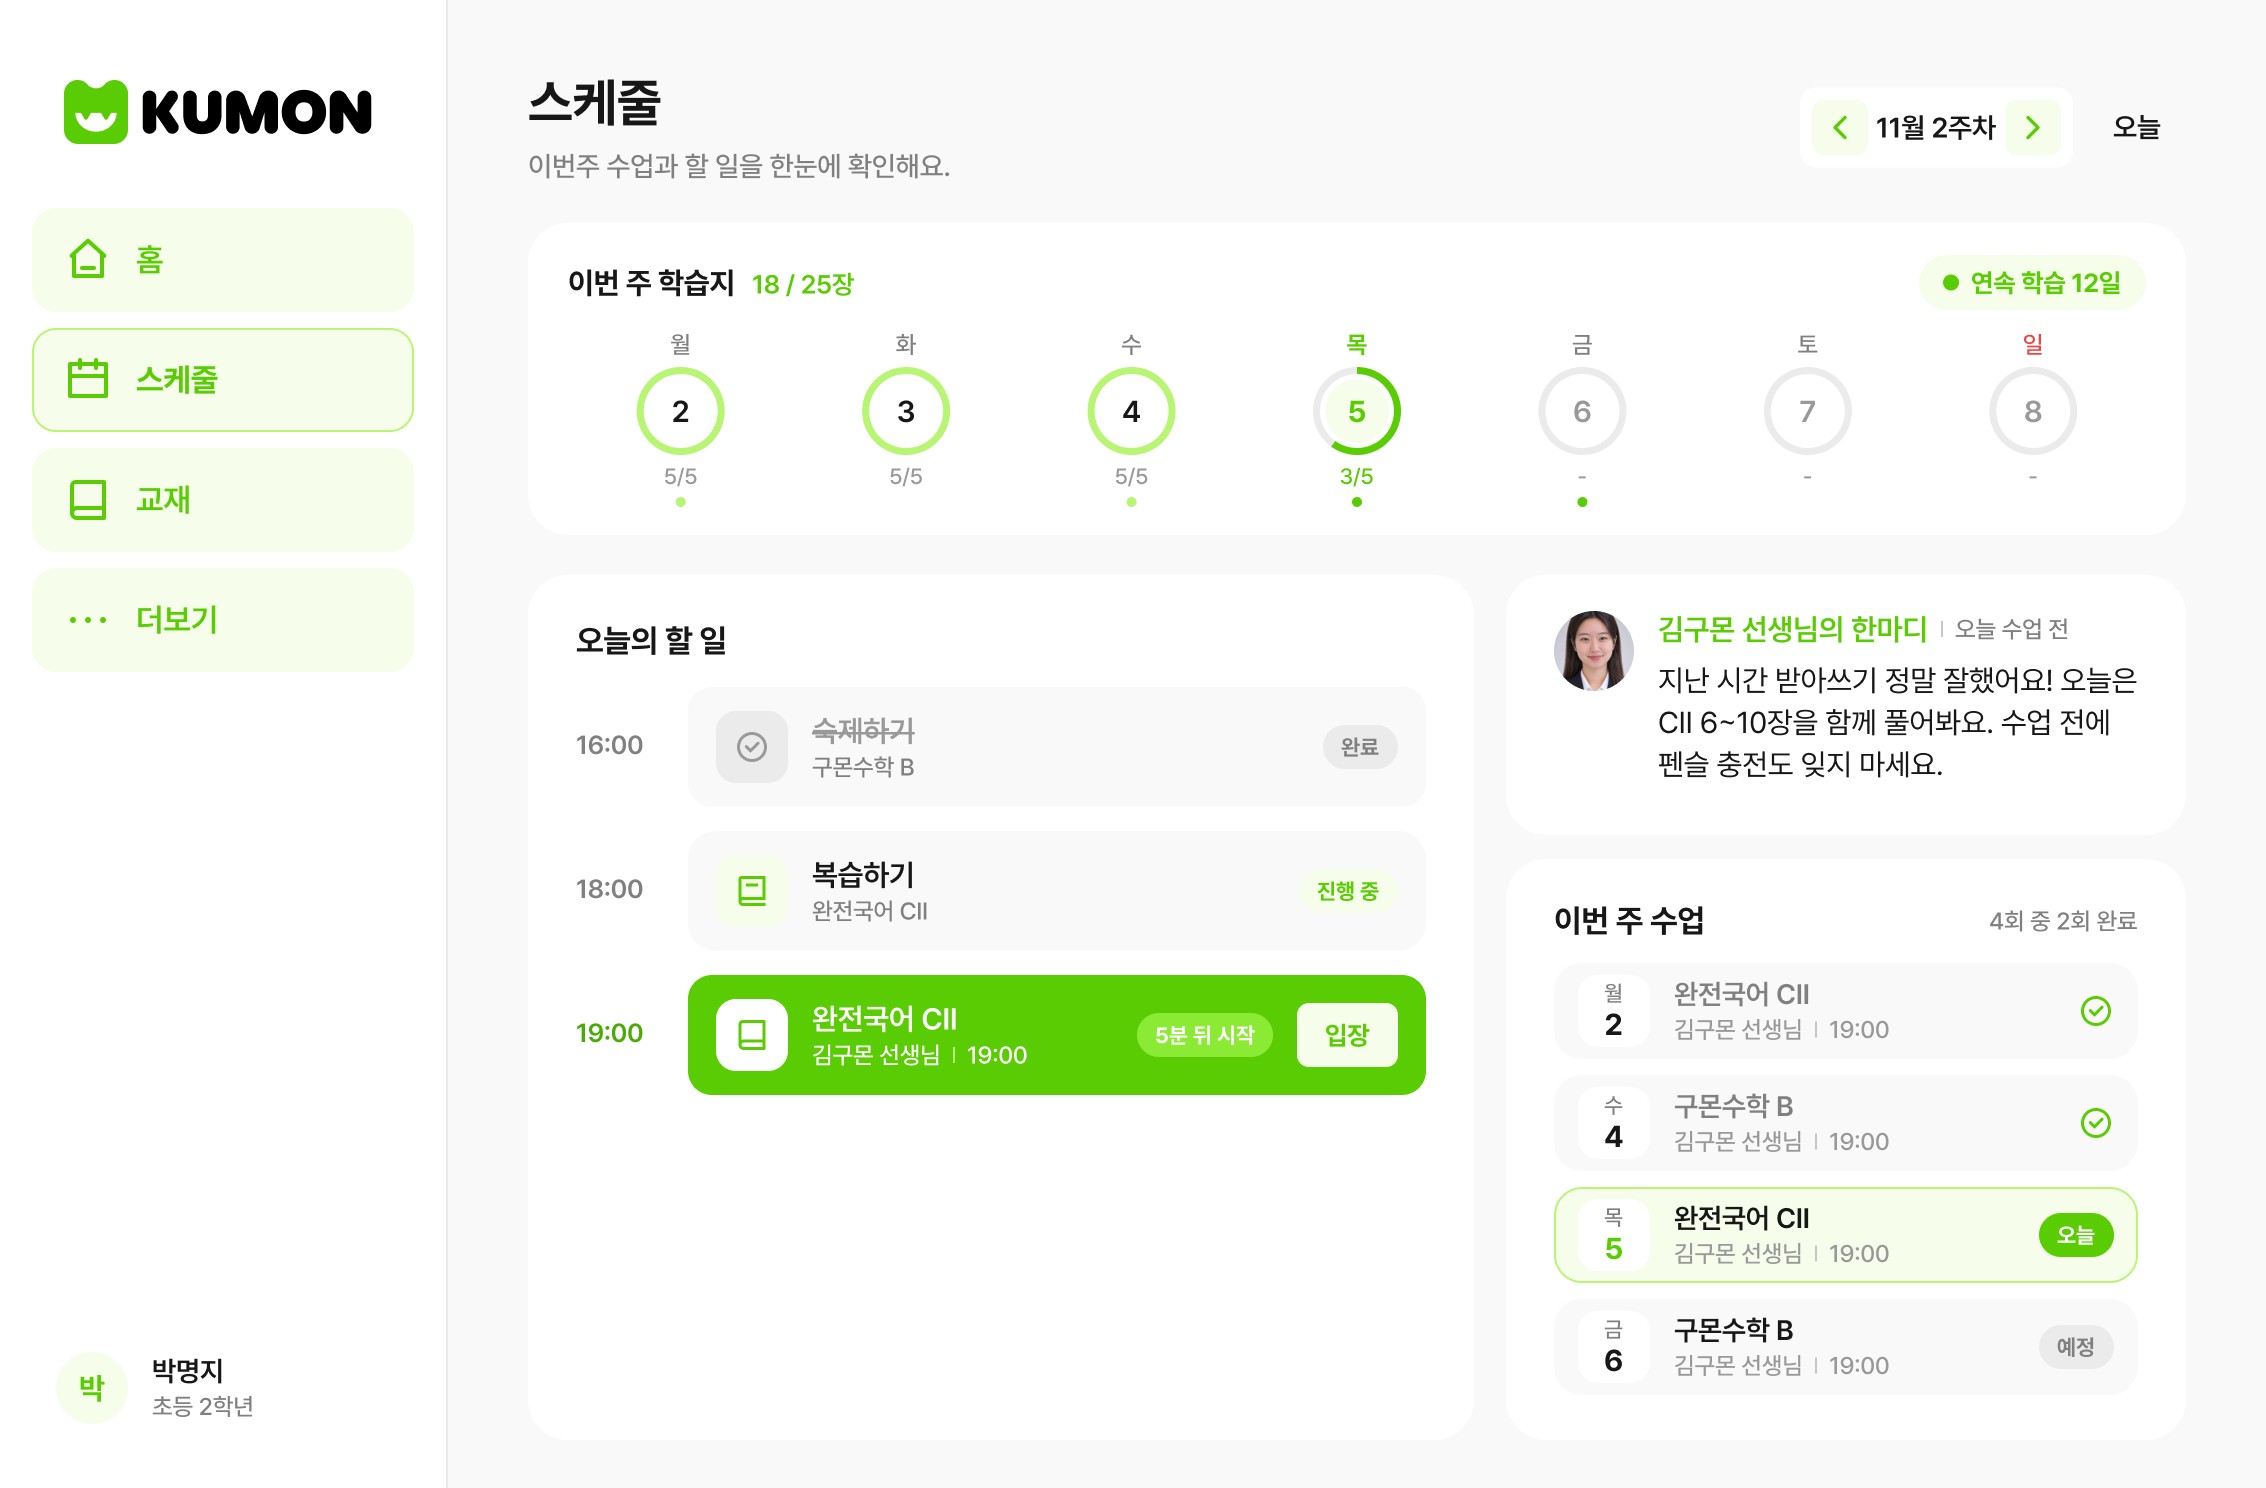 KUMON
홈
스케줄
교재
더보기
박
박명지
초등 2학년
스케줄
이번주 수업과 할 일을 한눈에 확인해요.
11월 2주차
오늘
이번 주 학습지 18 / 25장
연속 학습 12일
월 화 수 목 금 토 일
2 3 4 5 6 7 8
5/5 5/5 5/5 3/5 - - -
오늘의 할 일
16:00
숙제하기
구몬수학 B
완료
18:00
복습하기
완전국어 CII
진행 중
19:00
완전국어 CII
김구몬 선생님 | 19:00
5분 뒤 시작
입장
김구몬 선생님의 한마디 | 오늘 수업 전
지난 시간 받아쓰기 정말 잘했어요! 오늘은
CII 6~10장을 함께 풀어봐요. 수업 전에
펜슬 충전도 잊지 마세요.
이번 주 수업
4회 중 2회 완료
월
2
완전국어 CII
김구몬 선생님 | 19:00
수
4
구몬수학 B
김구몬 선생님 | 19:00
목
5
완전국어 CII
김구몬 선생님 | 19:00
오늘
금
6
구몬수학 B
김구몬 선생님 | 19:00
예정